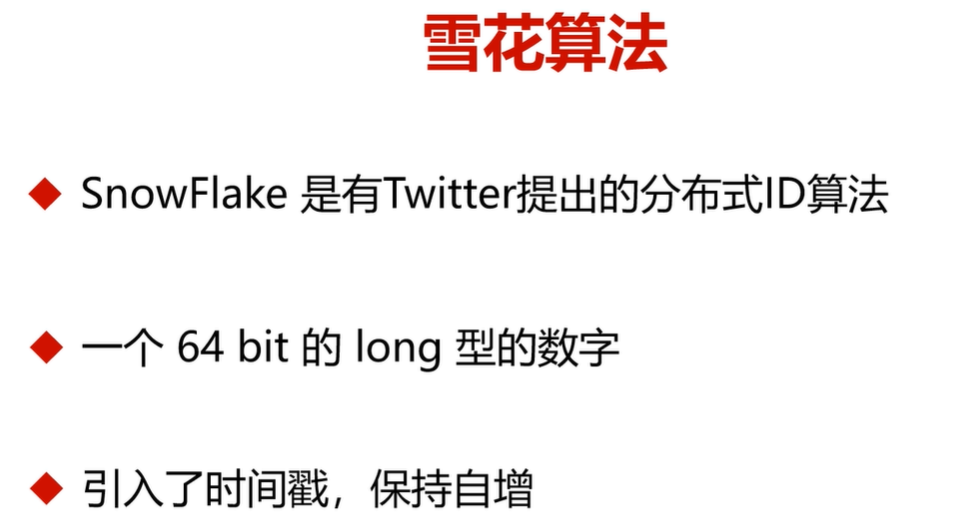 雪花算法
SnowFlake 是有Twitter提出的分布式ID算法
一个 64 bit 的 long 型的数字
引入了时间戳，保持自增